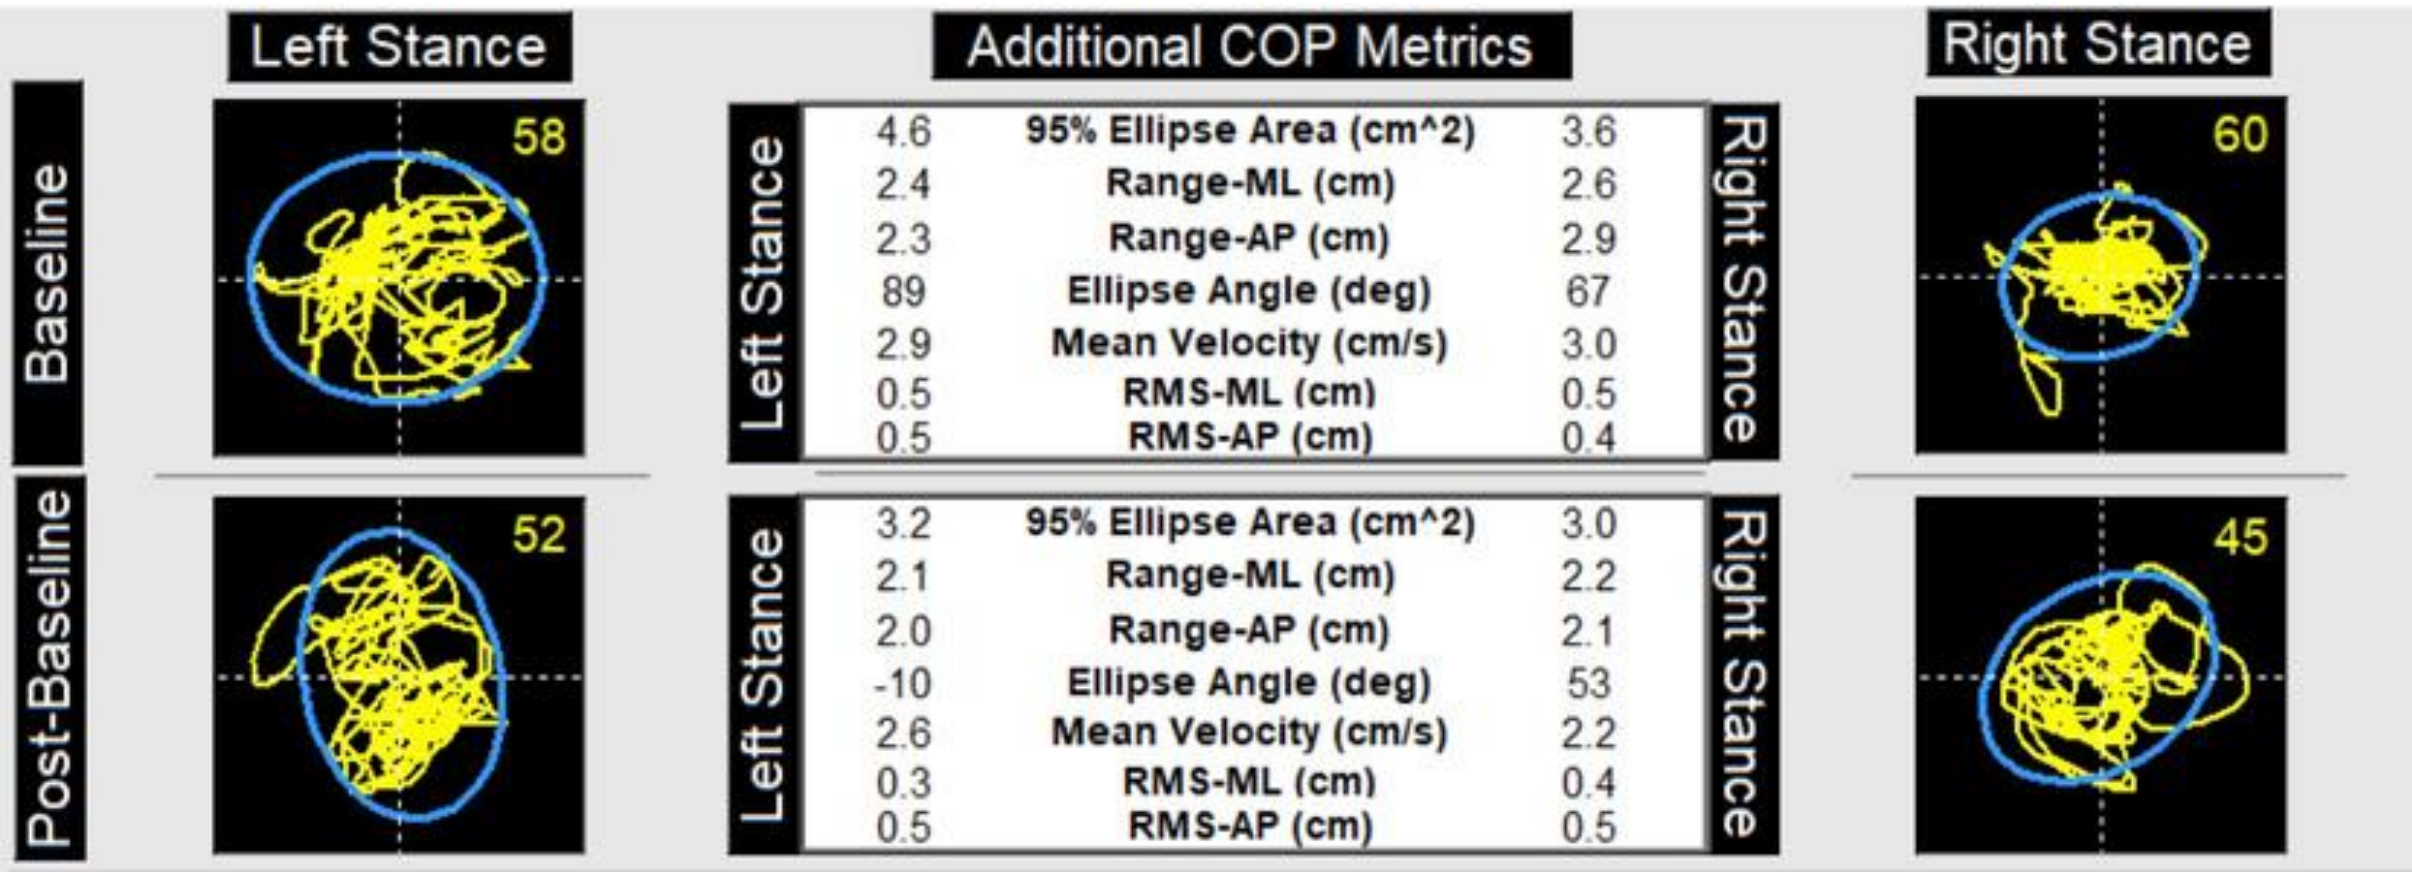 Left Stance
Additional COP Metrics
Right Stance
Baseline
58
Left Stance
4.6 95% Ellipse Area (cm^2) 3.6
2.4 Range-ML (cm) 2.6
2.3 Range-AP (cm) 2.9
89 Ellipse Angle (deg) 67
2.9 Mean Velocity (cm/s) 3.0
0.5 RMS-ML (cm) 0.5
0.5 RMS-AP (cm) 0.4
Right Stance
60
Post-Baseline
52
Left Stance
3.2 95% Ellipse Area (cm^2) 3.0
2.1 Range-ML (cm) 2.2
2.0 Range-AP (cm) 2.1
-10 Ellipse Angle (deg) 53
2.6 Mean Velocity (cm/s) 2.2
0.3 RMS-ML (cm) 0.4
0.5 RMS-AP (cm) 0.5
Right Stance
45